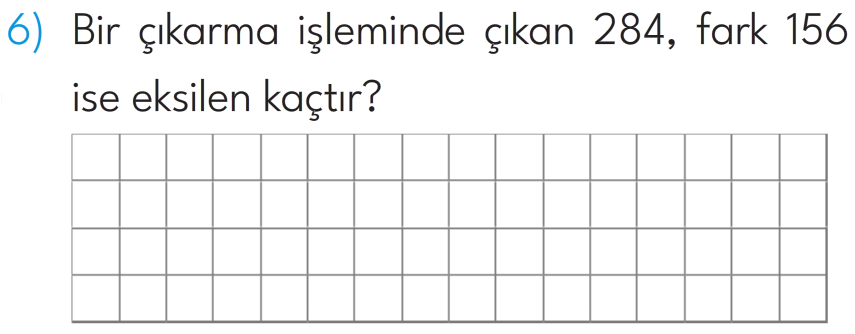 6) Bir çıkarma işleminde çıkan 284, fark 156
ise eksilen kaçtır?